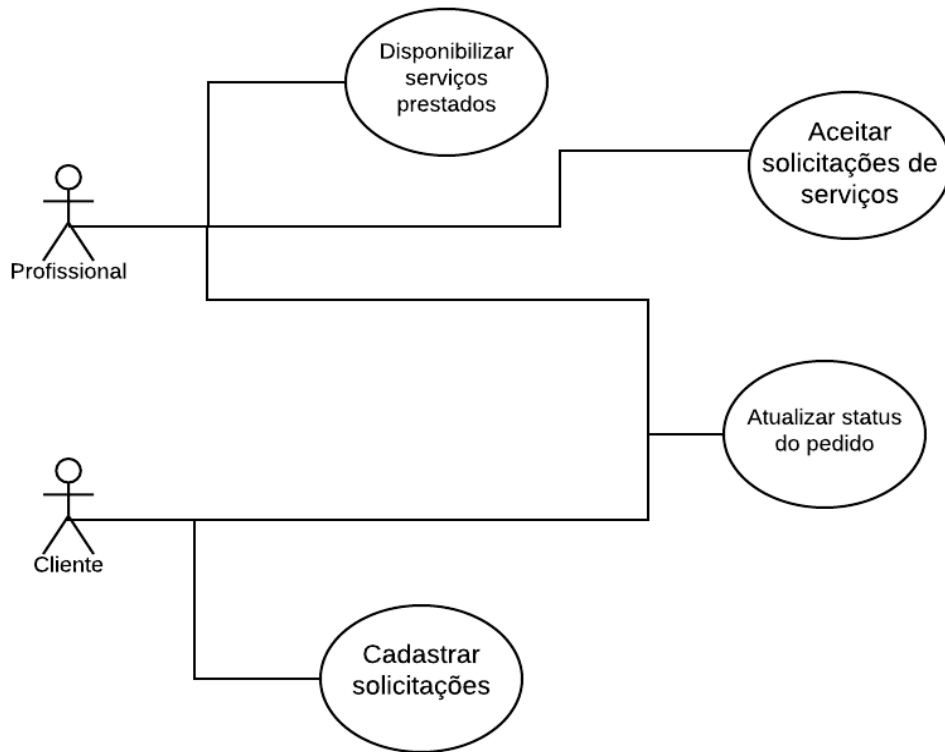 Disponibilizar
serviços
prestados
Aceitar
solicitações de
serviços
Profissional
Atualizar status
do pedido
Cliente
Cadastrar
solicitações